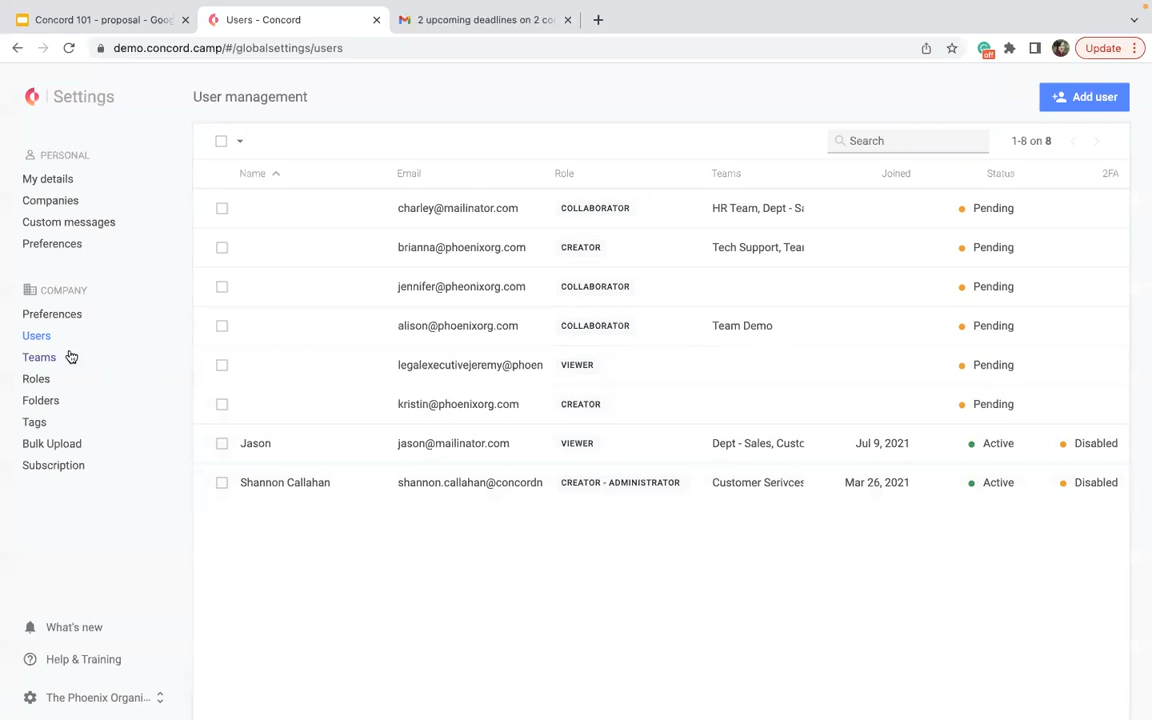 Concord 101 - proposal - Goog
Users - Concord
2 upcoming deadlines on 2 co
demo.concord.camp/#/globalsettings/users
off
Update
Settings
User management
Add user
PERSONAL
My details
Companies
Custom messages
Preferences
COMPANY
Preferences
Users
Teams
Roles
Folders
Tags
Bulk Upload
Subscription
What's new
Help & Training
The Phoenix Organi...
Search
1-8 on 8
Name Email Role Teams Joined Status 2FA
charley@mailinator.com COLLABORATOR HR Team, Dept - Sa Pending
brianna@phoenixorg.com CREATOR Tech Support, Tear Pending
jennifer@pheonixorg.com COLLABORATOR Pending
alison@phoenixorg.com COLLABORATOR Team Demo Pending
legalexecutivejeremy@phoen VIEWER Pending
kristin@phoenixorg.com CREATOR Pending
Jason jason@mailinator.com VIEWER Dept - Sales, Custo Jul 9, 2021 Active Disabled
Shannon Callahan shannon.callahan@concordn CREATOR - ADMINISTRATOR Customer Serivces Mar 26, 2021 Active Disabled